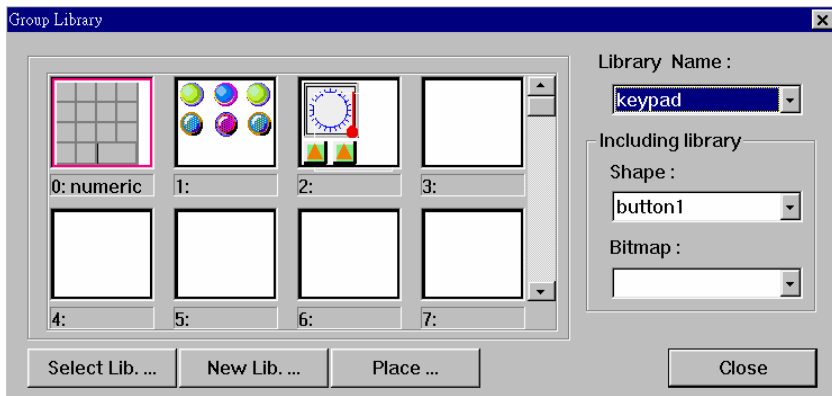 Group Library
Library Name :
keypad
Including library
Shape :
button1
Bitmap :
0: numeric
1:
2:
3:
4:
5:
6:
7:
Select Lib. ...
New Lib. ...
Place ...
Close